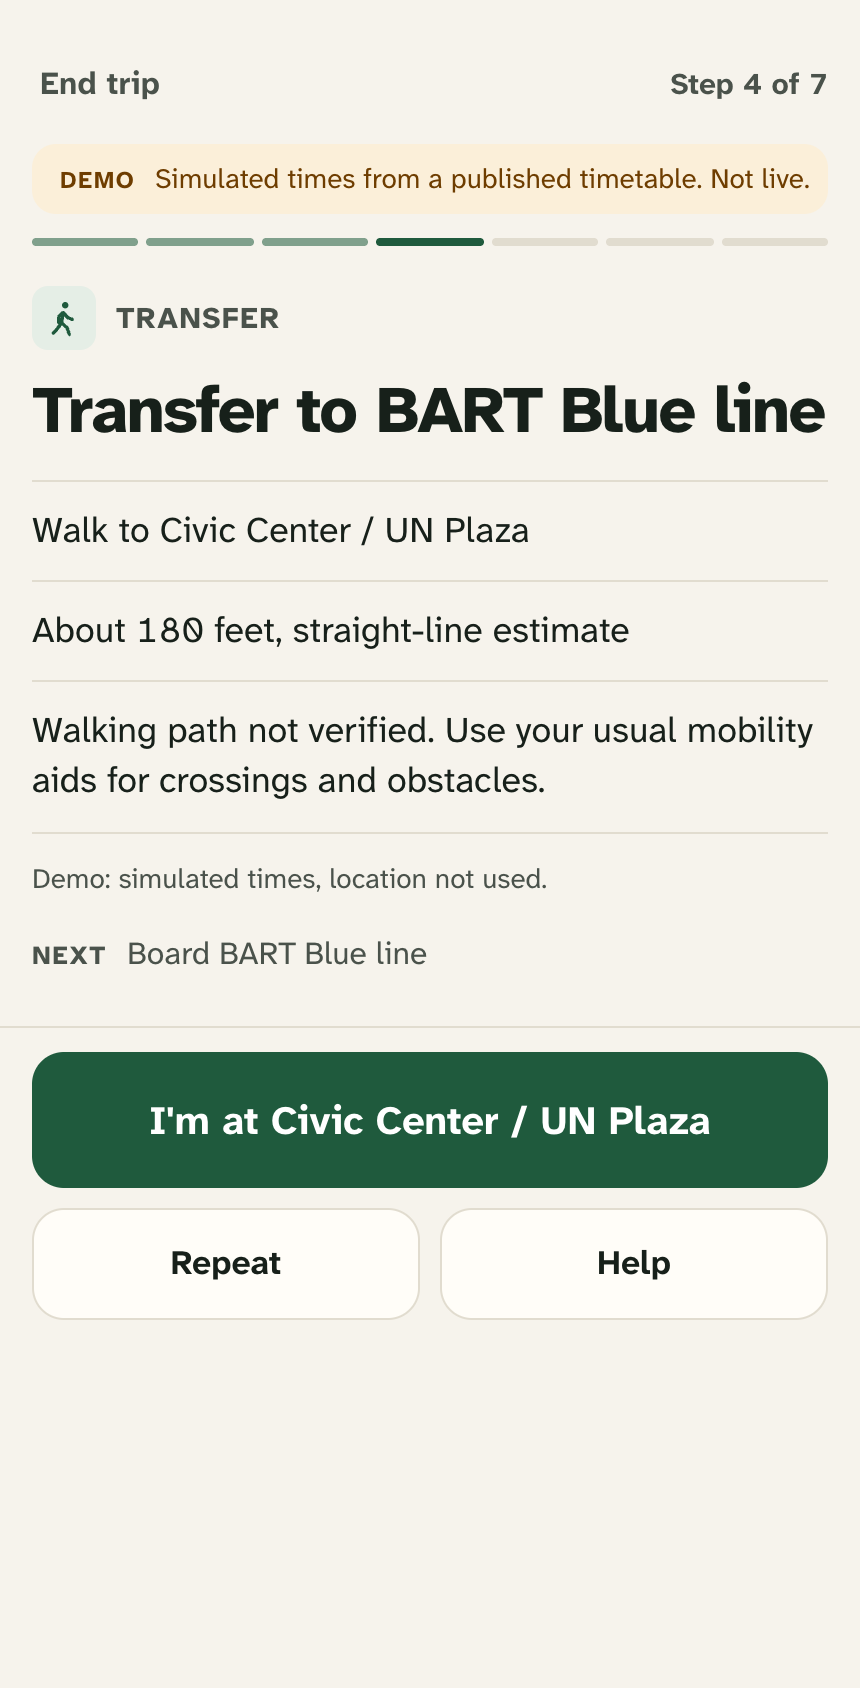 End trip
Step 4 of 7
DEMO Simulated times from a published timetable. Not live.
TRANSFER
Transfer to BART Blue line
Walk to Civic Center / UN Plaza
About 180 feet, straight-line estimate
Walking path not verified. Use your usual mobility
aids for crossings and obstacles.
Demo: simulated times, location not used.
NEXT Board BART Blue line
I'm at Civic Center / UN Plaza
Repeat
Help